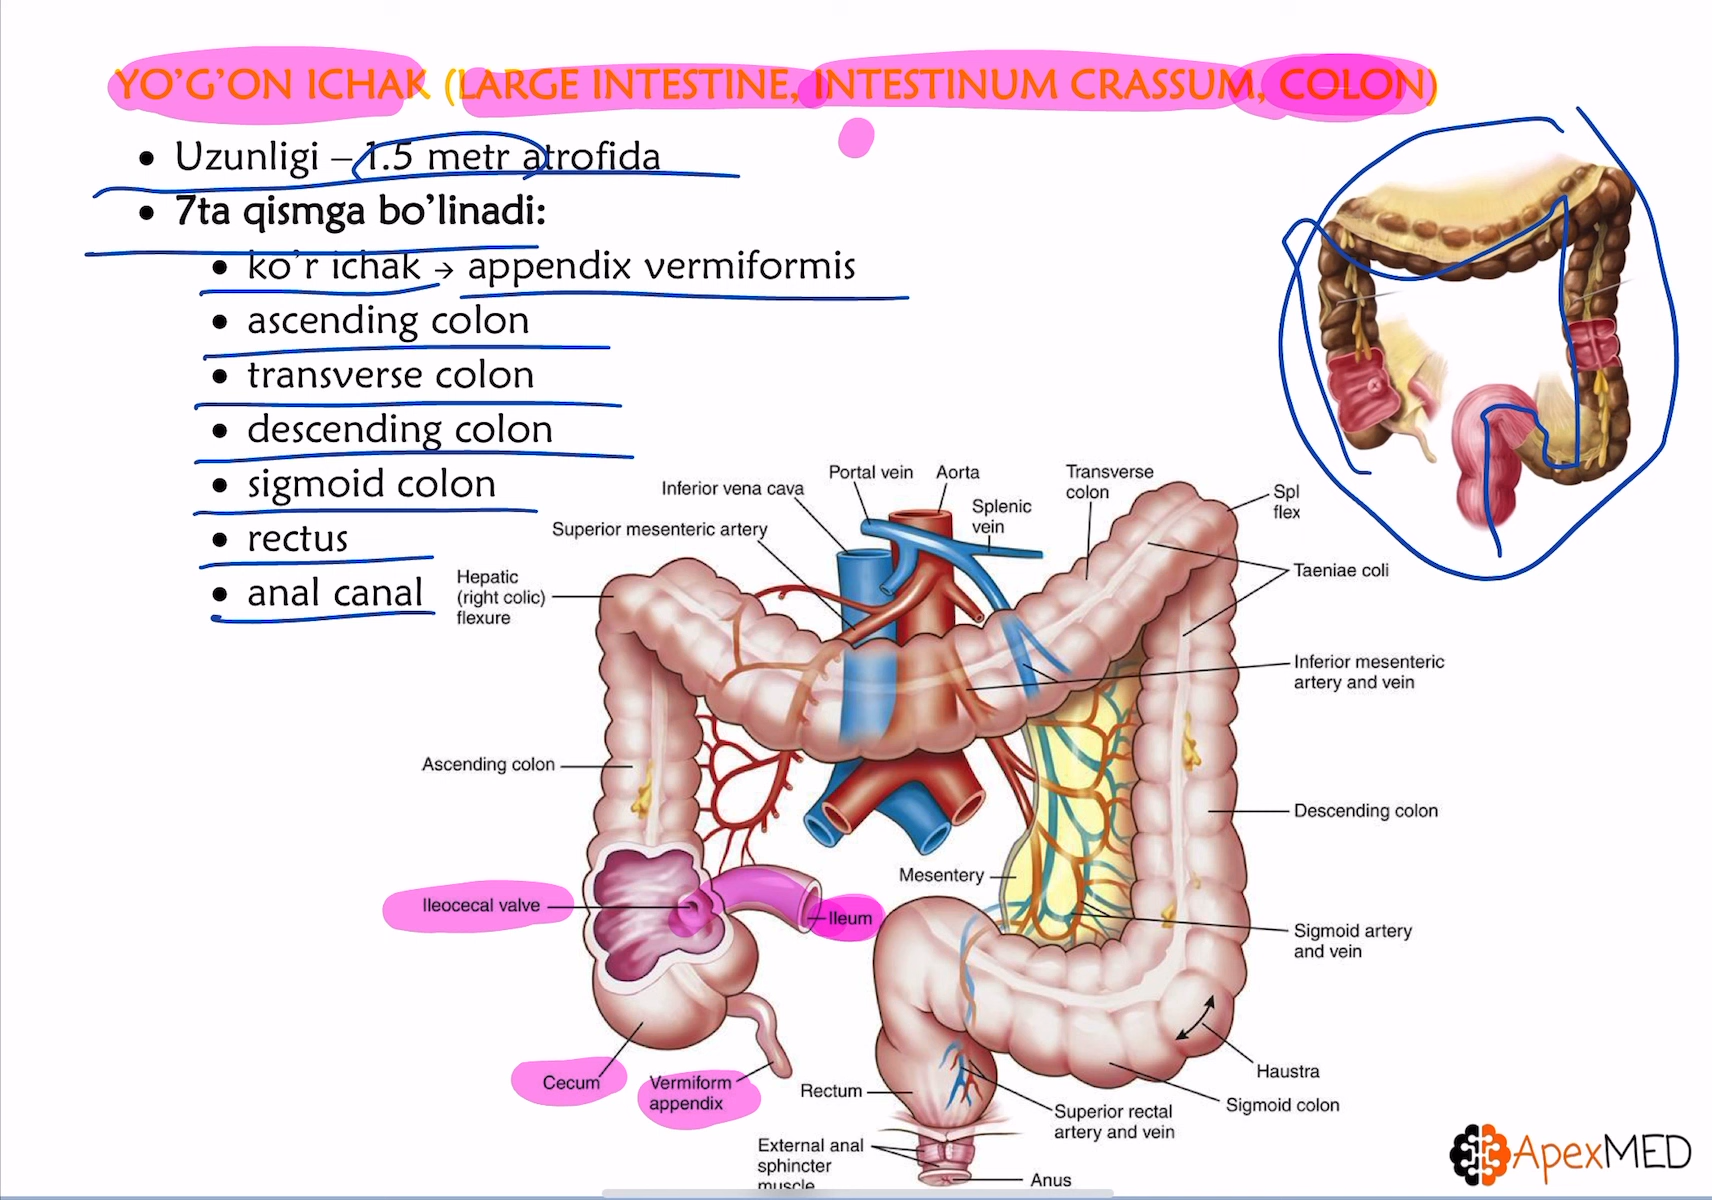 YO'G'ON ICHAK (LARGE INTESTINE, INTESTINUM CRASSUM, COLON)
• Uzunligi – 1.5 metr atrofida
• 7ta qismga bo'linadi:
• ko'r ichak → appendix vermiformis
• ascending colon
• transverse colon
• descending colon
• sigmoid colon
• rectus
• anal canal
Portal vein
Aorta
Transverse
colon
Inferior vena cava
Splenic
vein
Spl
flex
Superior mesenteric artery
Hepatic
(right colic)
flexure
Taeniae coli
Inferior mesenteric
artery and vein
Ascending colon
Descending colon
Mesentery
Ileocecal valve
Ileum
Sigmoid artery
and vein
Cecum
Vermiform
appendix
Rectum
Haustra
Sigmoid colon
Superior rectal
artery and vein
External anal
sphincter
muscle
Anus
ApexMED